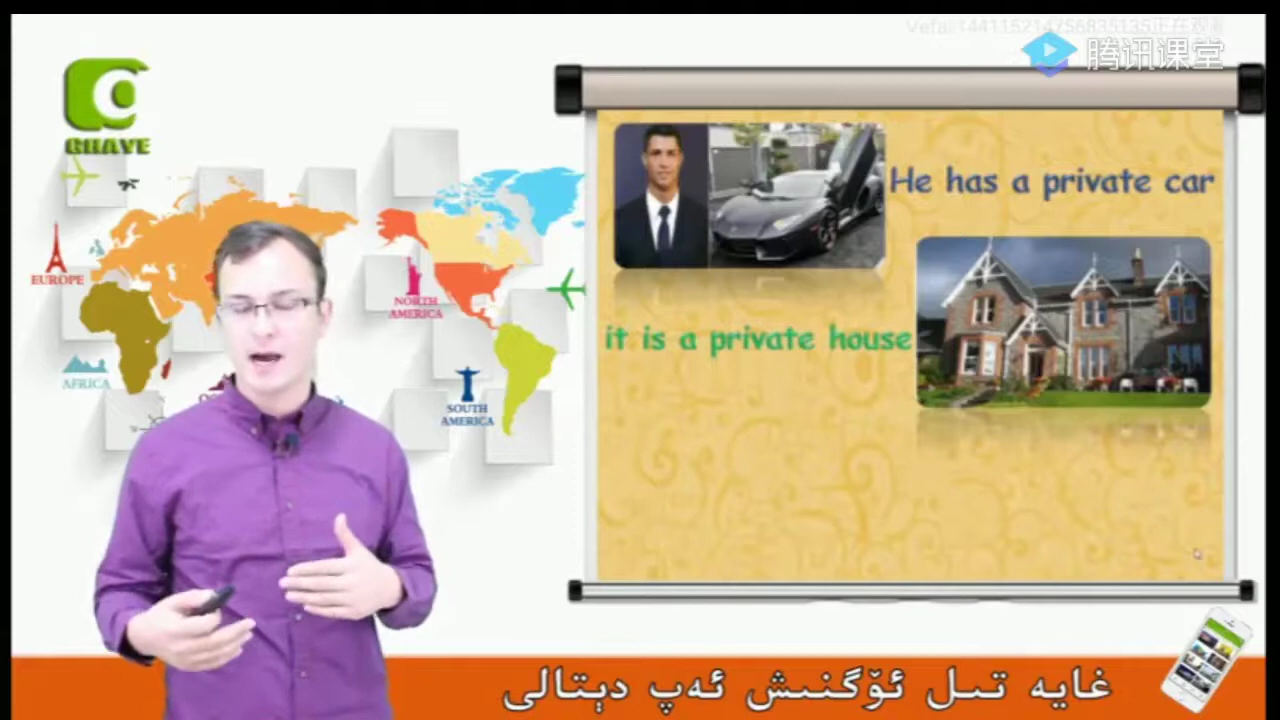 腾讯课堂
GHAYE
He has a private car
it is a private house
EUROPE
NORTH
AMERICA
AFRICA
SOUTH
AMERICA
غايە تىل ئۆگىنىش ئەپ دېتالى